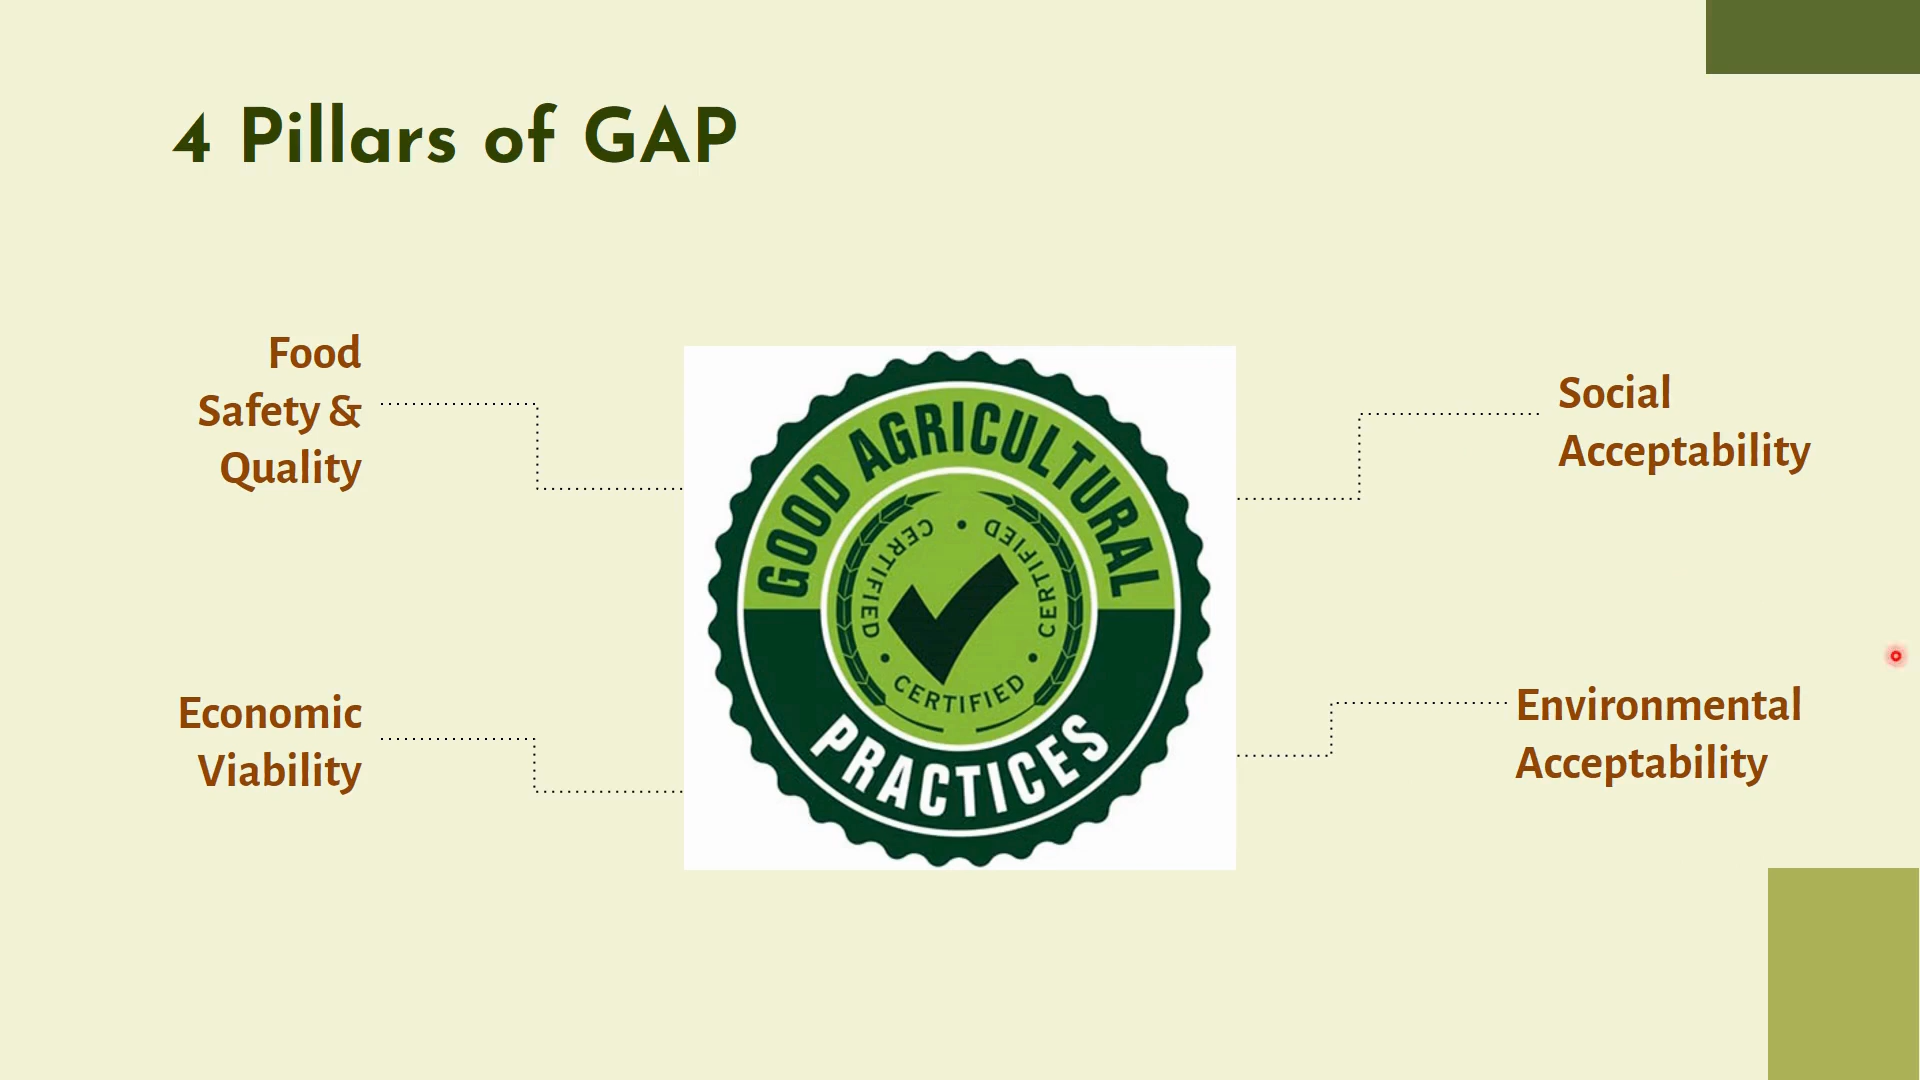 4 Pillars of GAP
Food
Safety &
Quality
Economic
Viability
GOOD AGRICULTURAL
CERTIFIED • CERTIFIED • CERTIFIED •
PRACTICES
Social
Acceptability
Environmental
Acceptability